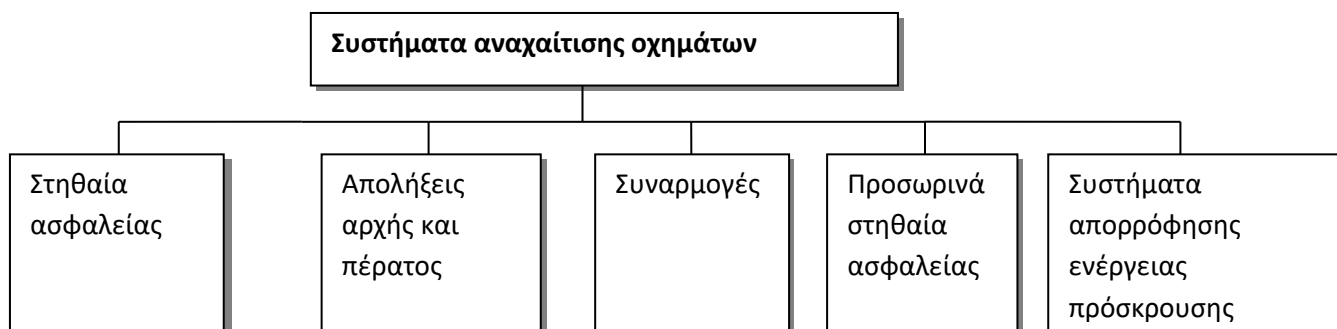 Συστήματα αναχαίτισης οχημάτων
Στηθαία
ασφαλείας
Απολήξεις
αρχής και
πέρατος
Συναρμογές
Προσωρινά
στηθαία
ασφαλείας
Συστήματα
απορρόφησης
ενέργειας
πρόσκρουσης